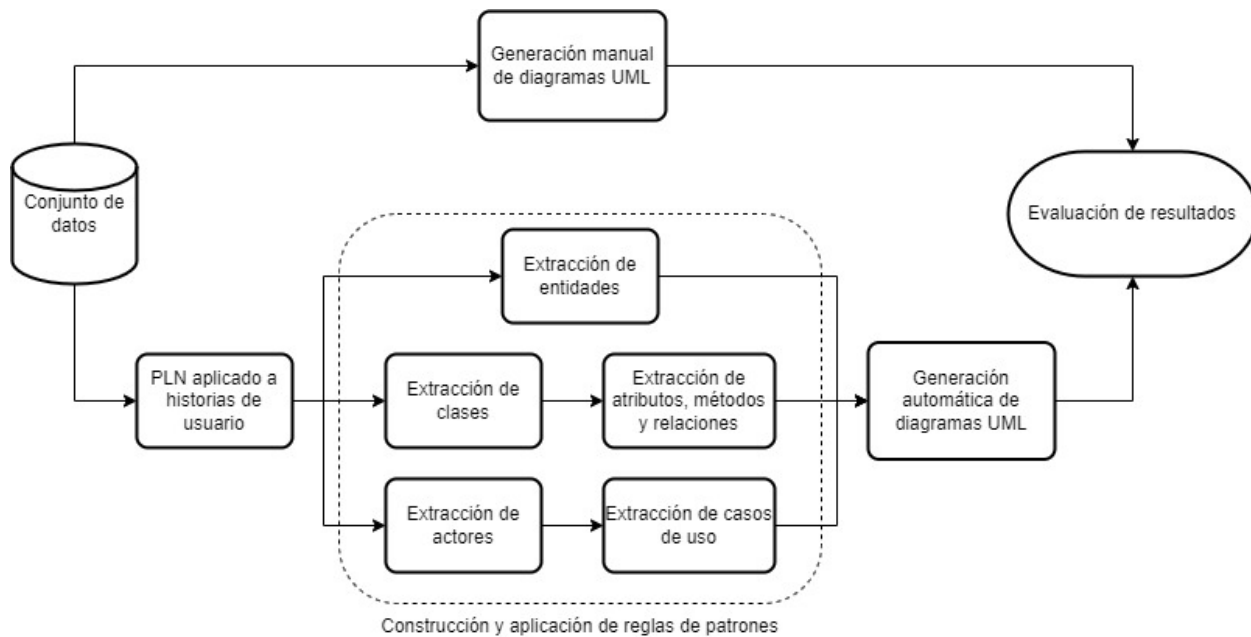 Generación manual
de diagramas UML
Conjunto de
datos
Evaluación de resultados
Extracción de
entidades
PLN aplicado a
historias de
usuario
Extracción de
clases
Extracción de
atributos, métodos
y relaciones
Generación
automática de
diagramas UML
Extracción de
actores
Extracción de casos
de uso
Construcción y aplicación de reglas de patrones